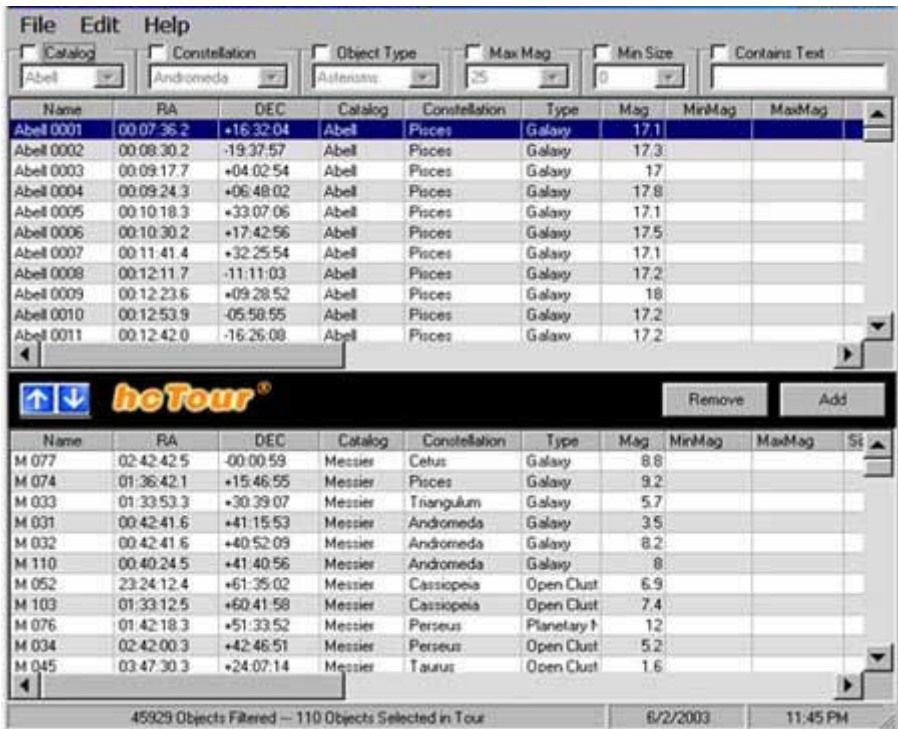 File Edit Help
Catalog Constellation Object Type Max Mag Min Size Contains Text
Abell Andromeda Asterisms 25 0
Name RA DEC Catalog Constellation Type Mag MinMag MaxMag
Abell 0001 00:07:36.2 +16:32:04 Abell Pisces Galaxy 17.1
Abell 0002 00:08:30.2 -19:37:57 Abell Pisces Galaxy 17.3
Abell 0003 00:09:17.7 +04:02:54 Abell Pisces Galaxy 17
Abell 0004 00:09:24.3 +06:48:02 Abell Pisces Galaxy 17.8
Abell 0005 00:10:18.3 +33:07:06 Abell Pisces Galaxy 17.1
Abell 0006 00:10:30.2 +17:42:56 Abell Pisces Galaxy 17.5
Abell 0007 00:11:41.4 +32:25:54 Abell Pisces Galaxy 17.1
Abell 0008 00:12:11.7 -11:11:03 Abell Pisces Galaxy 17.2
Abell 0009 00:12:23.6 +09:28:52 Abell Pisces Galaxy 18
Abell 0010 00:12:53.9 -05:58:55 Abell Pisces Galaxy 17.2
Abell 0011 00:12:42.0 -16:26:08 Abell Pisces Galaxy 17.2
hcTour® Remove Add
Name RA DEC Catalog Constellation Type Mag MinMag MaxMag
M 077 02:42:42.5 -00:00:59 Messier Cetus Galaxy 8.8
M 074 01:36:42.1 +15:46:55 Messier Pisces Galaxy 9.2
M 033 01:33:53.3 +30:39:07 Messier Triangulum Galaxy 5.7
M 031 00:42:41.6 +41:15:53 Messier Andromeda Galaxy 3.5
M 032 00:42:41.6 +40:52:09 Messier Andromeda Galaxy 8.2
M 110 00:40:24.5 +41:40:56 Messier Andromeda Galaxy 8
M 052 23:24:12.4 +61:35:02 Messier Cassiopeia Open Clust 6.9
M 103 01:33:12.5 +60:41:58 Messier Cassiopeia Open Clust 7.4
M 076 01:42:18.3 +51:33:52 Messier Perseus Planetary 12
M 034 02:42:00.3 +42:46:51 Messier Perseus Open Clust 5.2
M 045 03:47:30.3 +24:07:14 Messier Taurus Open Clust 1.6
45929 Objects Filtered -- 110 Objects Selected in Tour 6/2/2003 11:45 PM